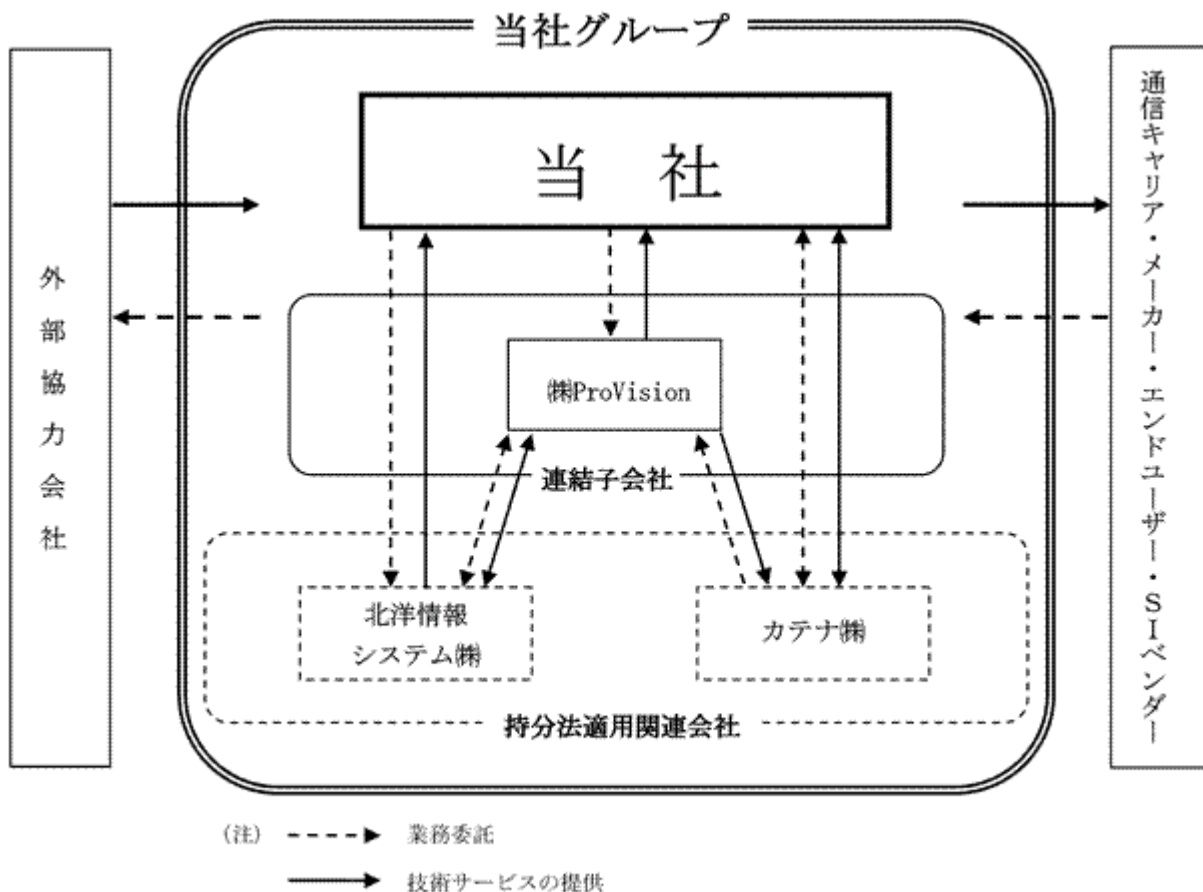 当社グループ
当 社
外部協力会社
通信キャリア・メーカー・エンドユーザー・SIベンダー
㈱ProVision
連結子会社
北洋情報
システム㈱
カテナ㈱
持分法適用関連会社
(注) 業務委託
技術サービスの提供